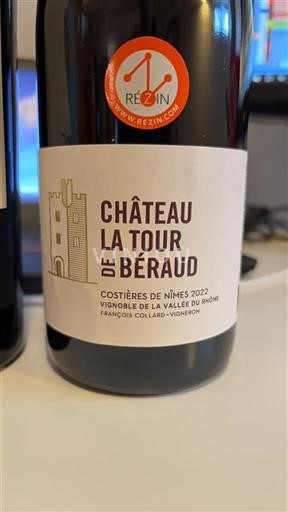 RÉZIN
WWW.REZIN.COM
CHÂTEAU
LA TOUR
DE BÉRAUD
COSTIÈRES DE NÎMES 2022
VIGNOBLE DE LA VALLÉE DU RHÔNE
FRANÇOIS COLLARD - VIGNERON